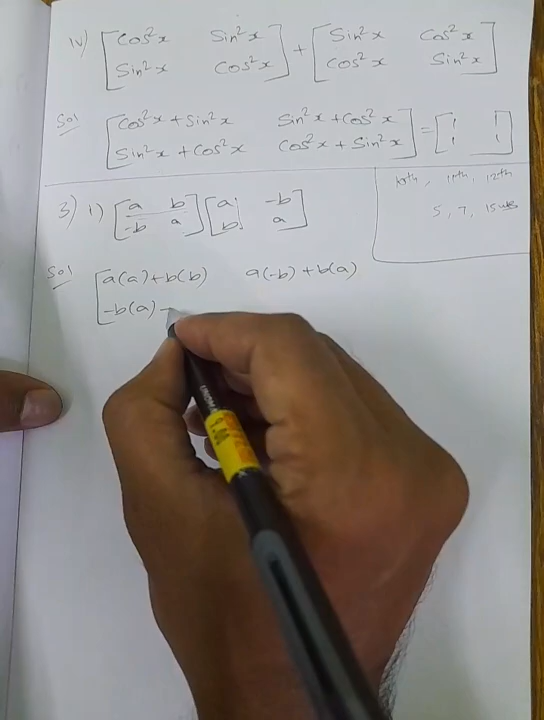 iv) [Cos²x Sin²x Sin²x Cos²x] + [Sin²x Cos²x Cos²x Sin²x]
Sol [Cos²x + Sin²x Sin²x + Cos²x Sin²x + Cos²x Cos²x + Sin²x] = [1 1 1 1]
10th, 11th, 12th
5, 7, 15
3) i) [a b -b a] [a -b b a]
Sol [a(a)+b(b) a(-b)+b(a)
-b(a)